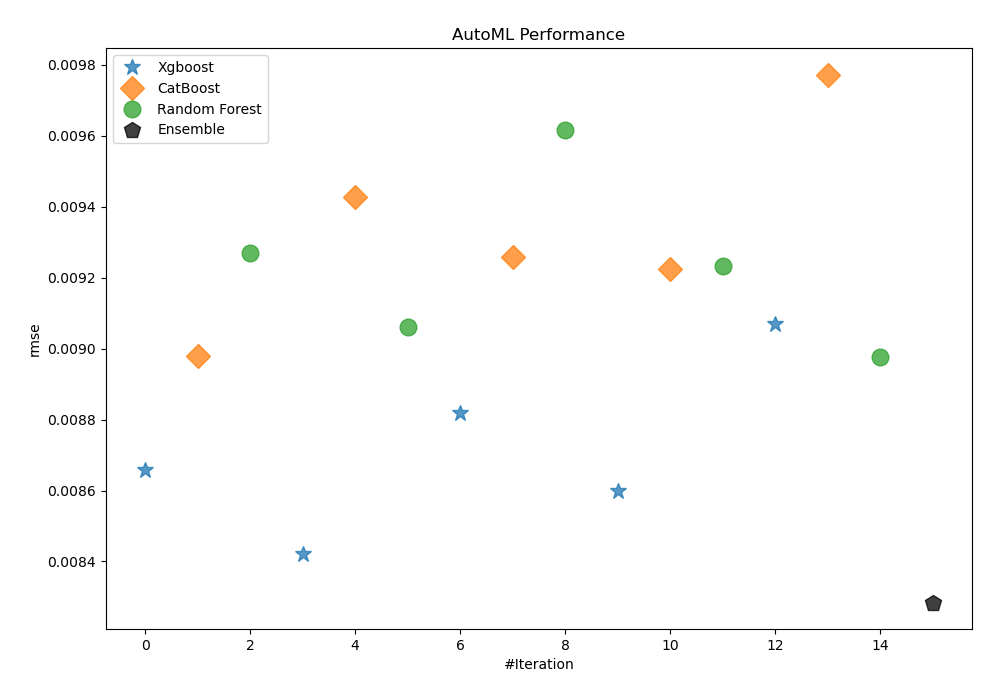 AutoML Performance
Xgboost
CatBoost
Random Forest
Ensemble
0.0098
0.0096
0.0094
0.0092
0.0090
0.0088
0.0086
0.0084
rmse
0 2 4 6 8 10 12 14
#Iteration